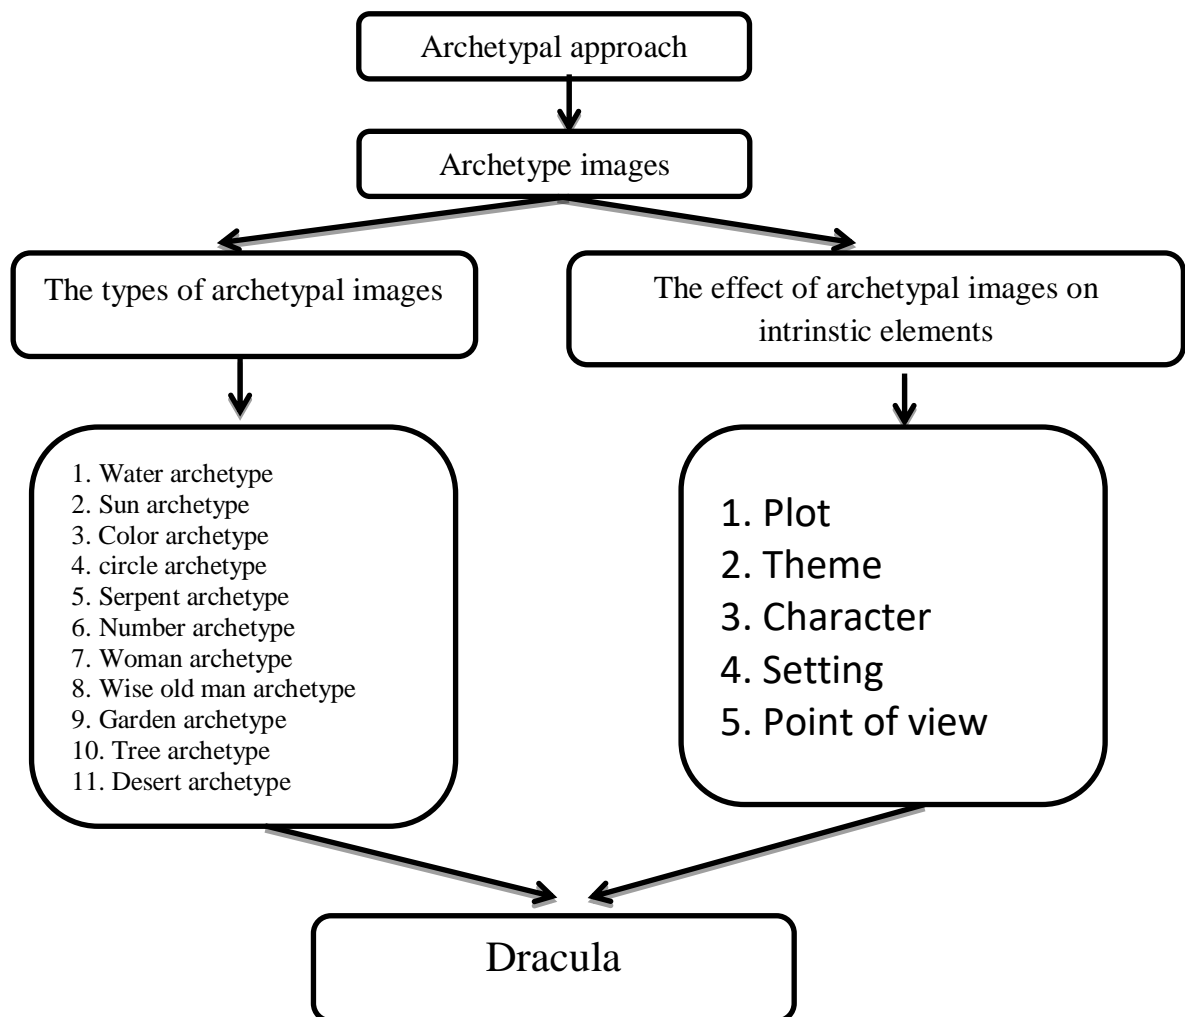 Archetypal approach
Archetype images
The types of archetypal images
The effect of archetypal images on
intrinstic elements
1. Water archetype
2. Sun archetype
3. Color archetype
4. circle archetype
5. Serpent archetype
6. Number archetype
7. Woman archetype
8. Wise old man archetype
9. Garden archetype
10. Tree archetype
11. Desert archetype
1. Plot
2. Theme
3. Character
4. Setting
5. Point of view
Dracula